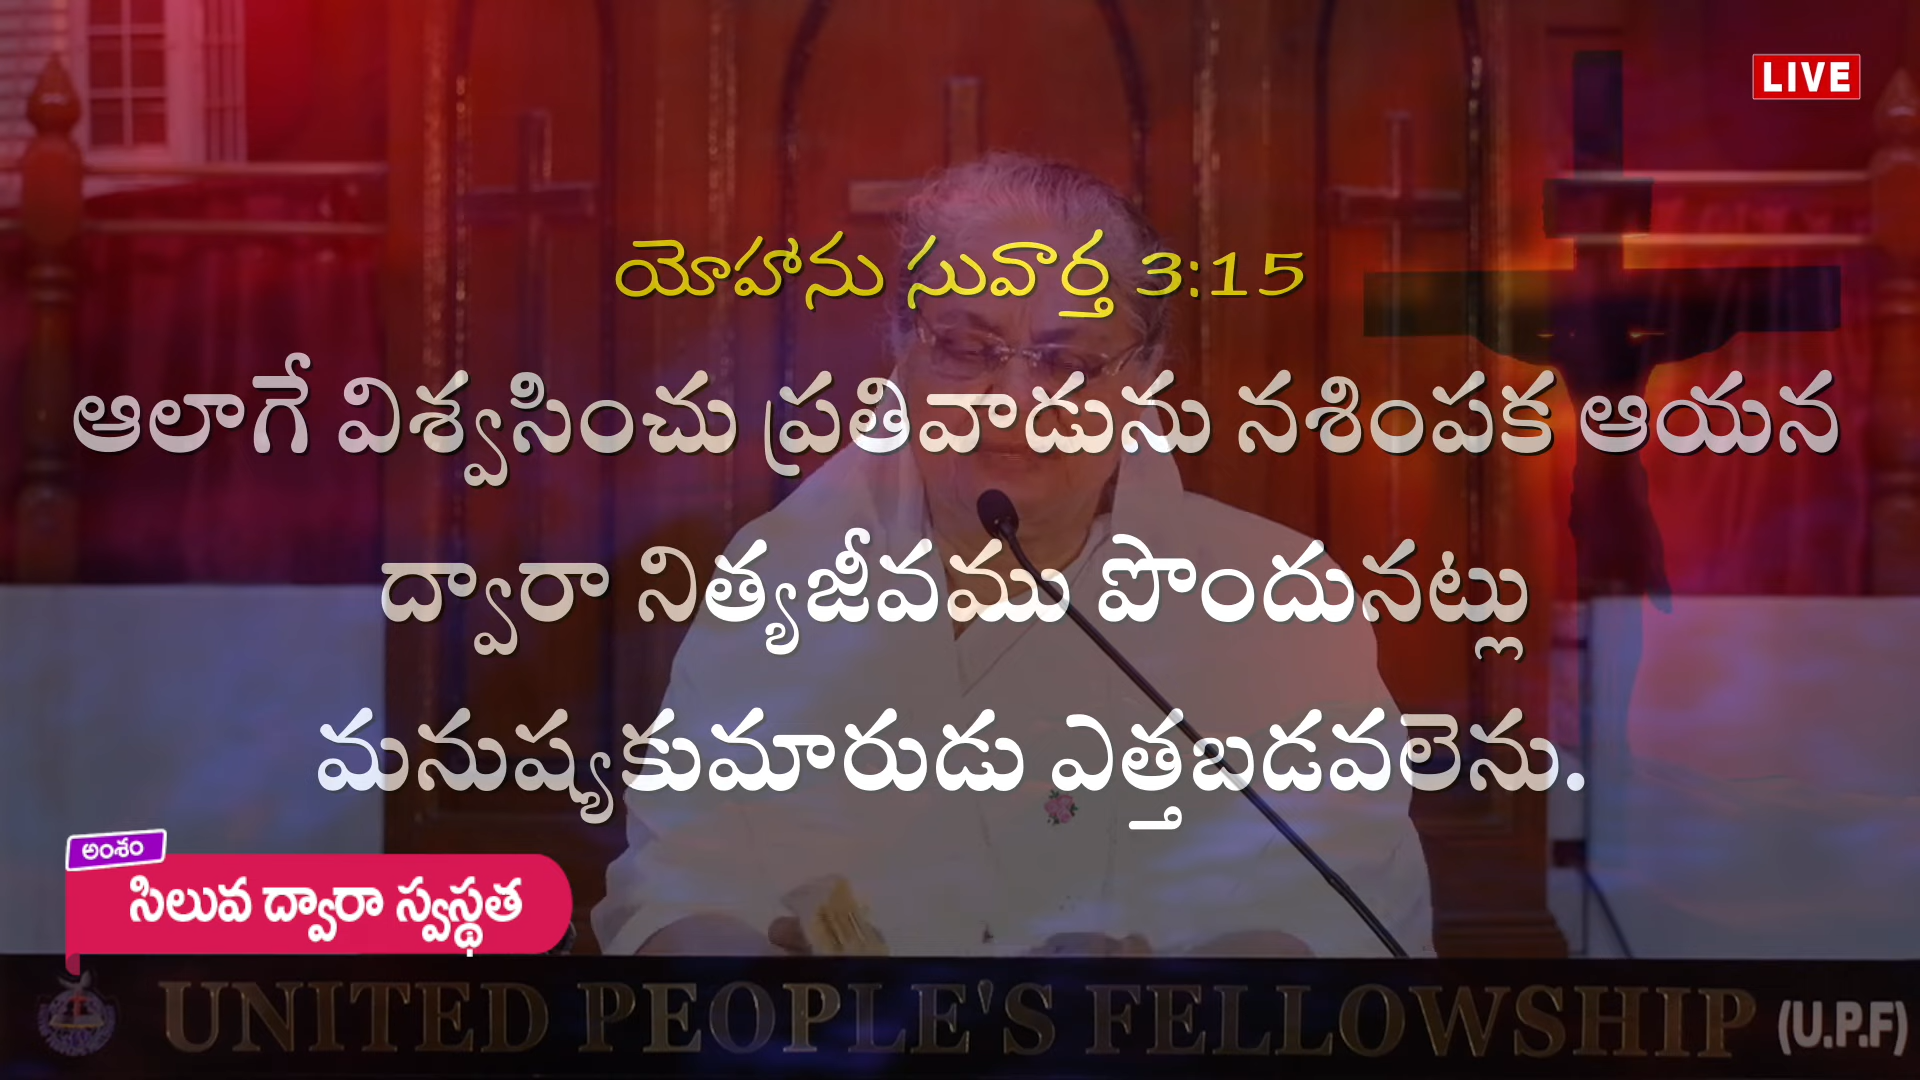 LIVE
యోహాను సువార్త 3:15
ఆలాగే విశ్వసించు ప్రతివాడును నశింపక ఆయన
ద్వారా నిత్యజీవము పొందునట్లు
మనుష్యకుమారుడు ఎత్తబడవలెను.
అంశం
సిలువ ద్వారా స్వస్థత
UNITED PEOPLE'S FELLOWSHIP (U.P.F)